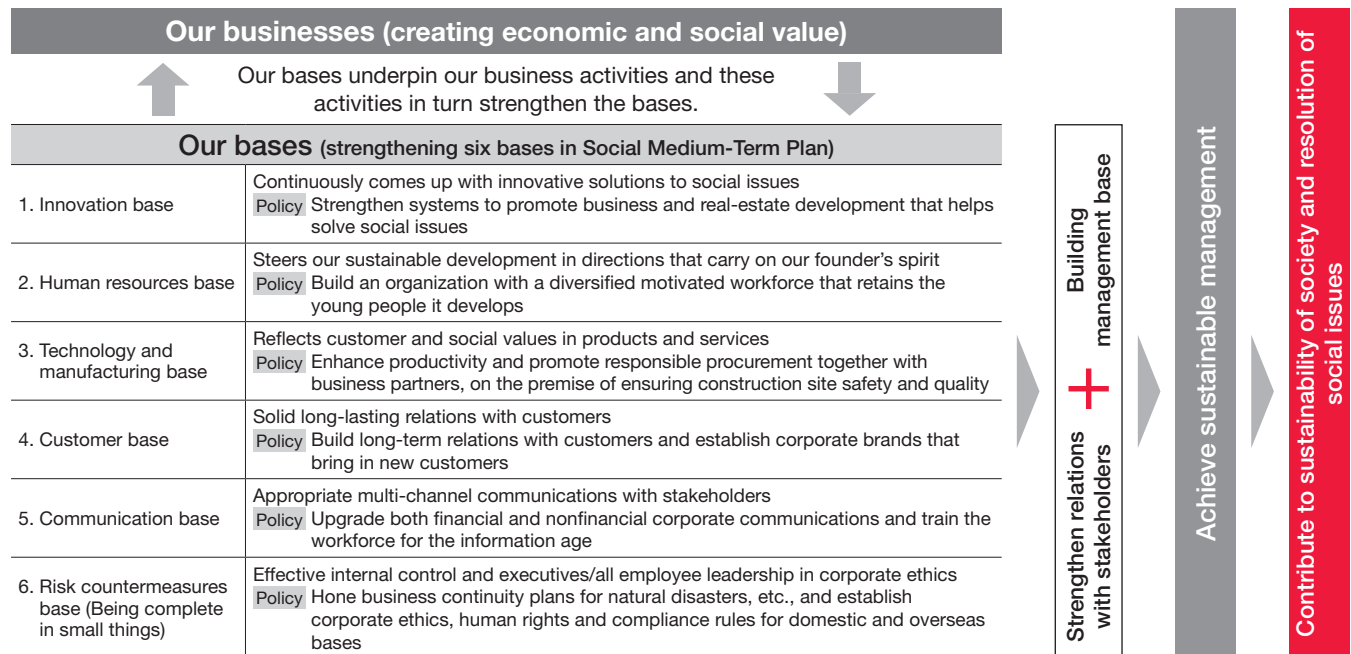 Our businesses (creating economic and social value)
Our bases underpin our business activities and these
activities in turn strengthen the bases.
Our bases (strengthening six bases in Social Medium-Term Plan)
1. Innovation base
Continuously comes up with innovative solutions to social issues
Policy Strengthen systems to promote business and real-estate development that helps
solve social issues
2. Human resources base
Steers our sustainable development in directions that carry on our founder's spirit
Policy Build an organization with a diversified motivated workforce that retains the
young people it develops
3. Technology and
manufacturing base
Reflects customer and social values in products and services
Policy Enhance productivity and promote responsible procurement together with
business partners, on the premise of ensuring construction site safety and quality
4. Customer base
Solid long-lasting relations with customers
Policy Build long-term relations with customers and establish corporate brands that
bring in new customers
5. Communication base
Appropriate multi-channel communications with stakeholders
Policy Upgrade both financial and nonfinancial corporate communications and train the
workforce for the information age
6. Risk countermeasures
base (Being complete
in small things)
Effective internal control and executives/all employee leadership in corporate ethics
Policy Hone business continuity plans for natural disasters, etc., and establish
corporate ethics, human rights and compliance rules for domestic and overseas
bases
Building
management base
+
Strengthen relations
with stakeholders
Achieve sustainable management
Contribute to sustainability of society and resolution of
social issues